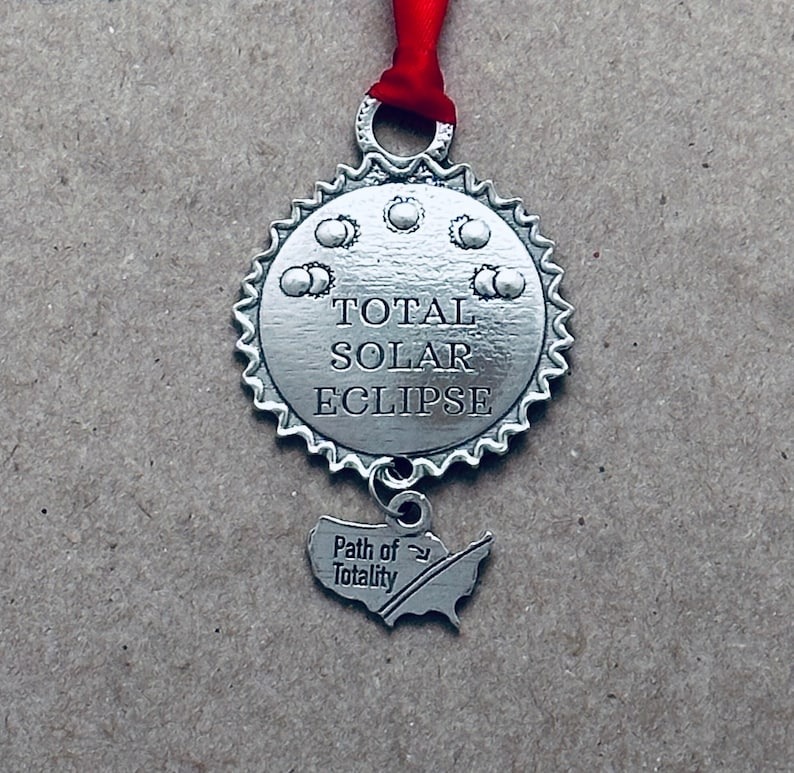 TOTAL
SOLAR
ECLIPSE
Path of
Totality